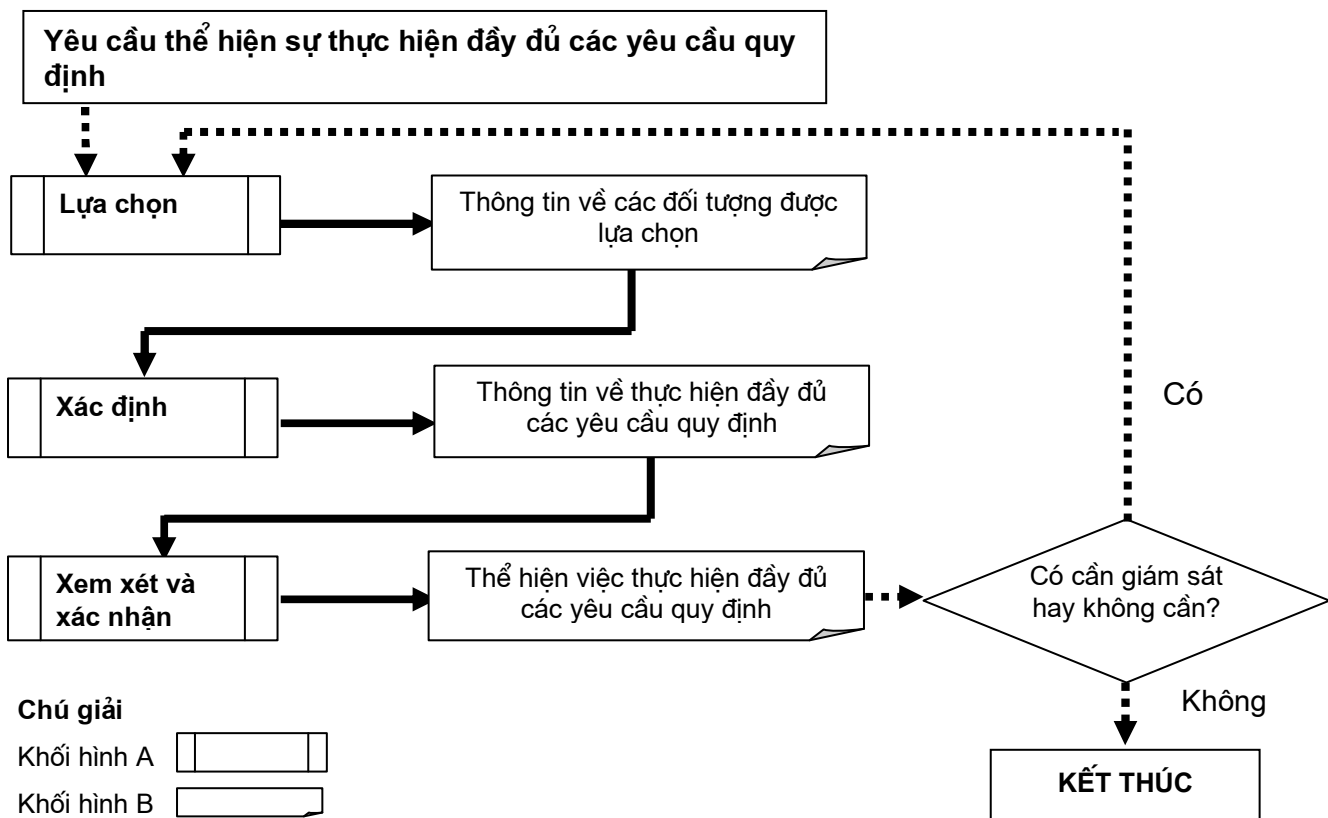 Yêu cầu thể hiện sự thực hiện đầy đủ các yêu cầu quy
định
Lựa chọn
Thông tin về các đối tượng được
lựa chọn
Xác định
Thông tin về thực hiện đầy đủ
các yêu cầu quy định
Có
Xem xét và
xác nhận
Thể hiện việc thực hiện đầy đủ
các yêu cầu quy định
Có cần giám sát
hay không cần?
Không
KẾT THÚC
Chú giải
Khối hình A
Khối hình B